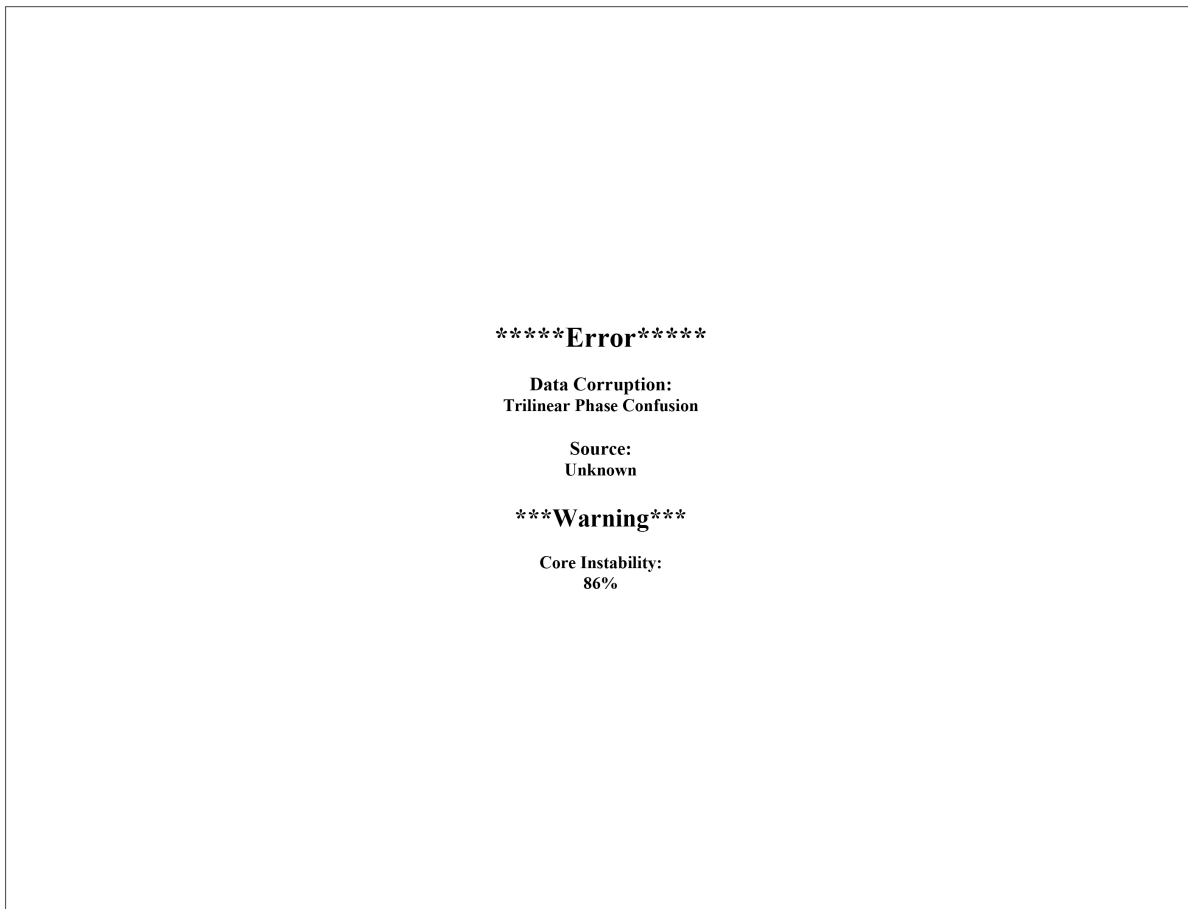 *****Error*****
Data Corruption:
Trilinear Phase Confusion
Source:
Unknown
***Warning***
Core Instability:
86%